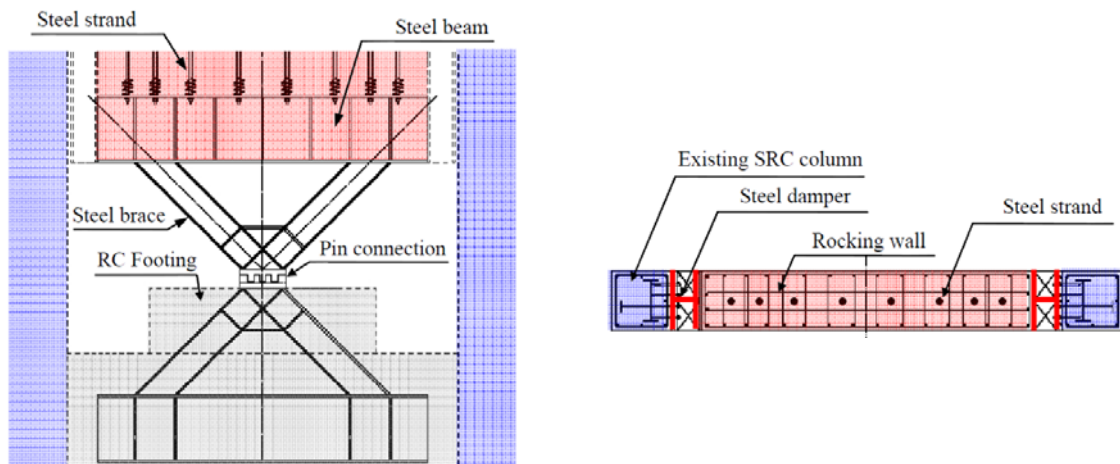 Steel strand
Steel beam
Steel brace
RC Footing
Pin connection
Existing SRC column
Steel damper
Rocking wall
Steel strand